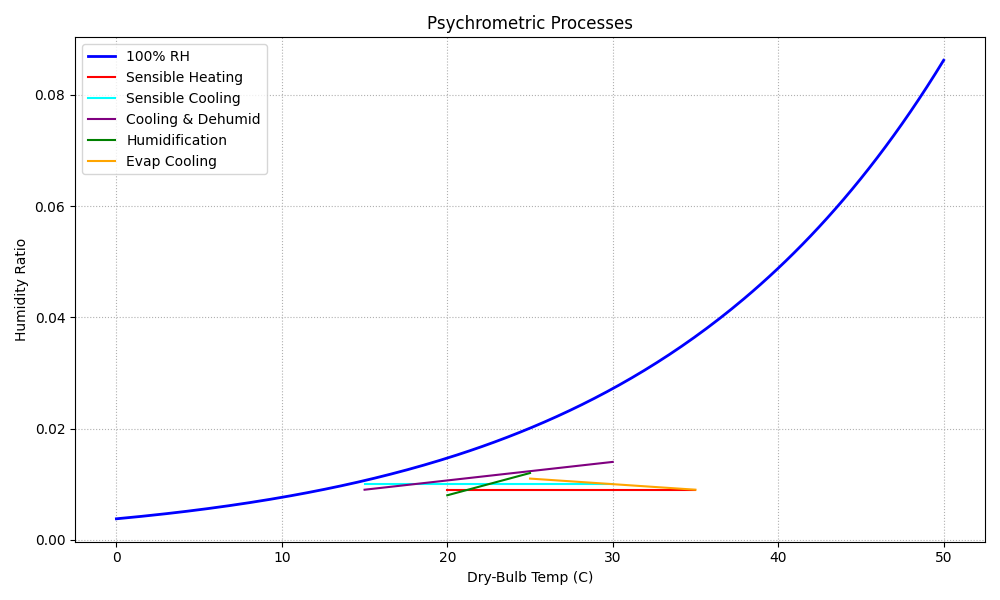 Psychrometric Processes
100% RH
Sensible Heating
Sensible Cooling
Cooling & Dehumid
Humidification
Evap Cooling
Humidity Ratio
0.08
0.06
0.04
0.02
0.00
0 10 20 30 40 50
Dry-Bulb Temp (C)